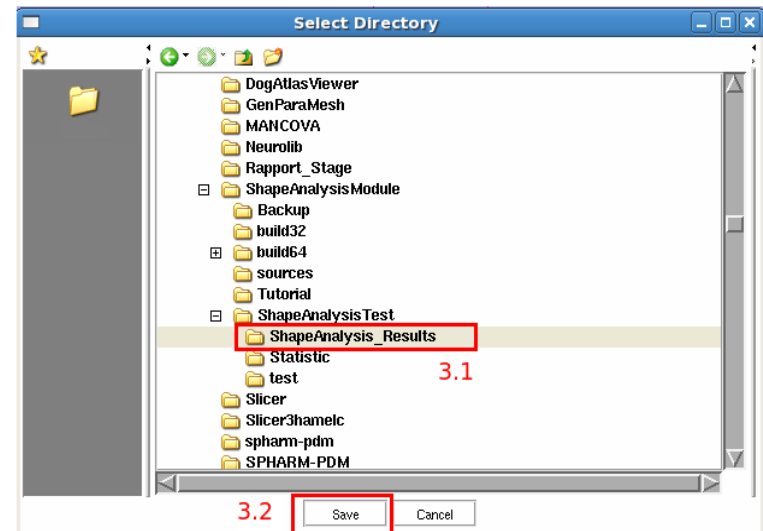 Select Directory
DogAtlasViewer
GenParaMesh
MANCOVA
Neurolib
Rapport_Stage
ShapeAnalysisModule
Backup
build32
build64
sources
Tutorial
ShapeAnalysisTest
ShapeAnalysis_Results
Statistic
3.1
test
Slicer
Slicer3hamelc
spharm-pdm
SPHARM-PDM
3.2 Save Cancel